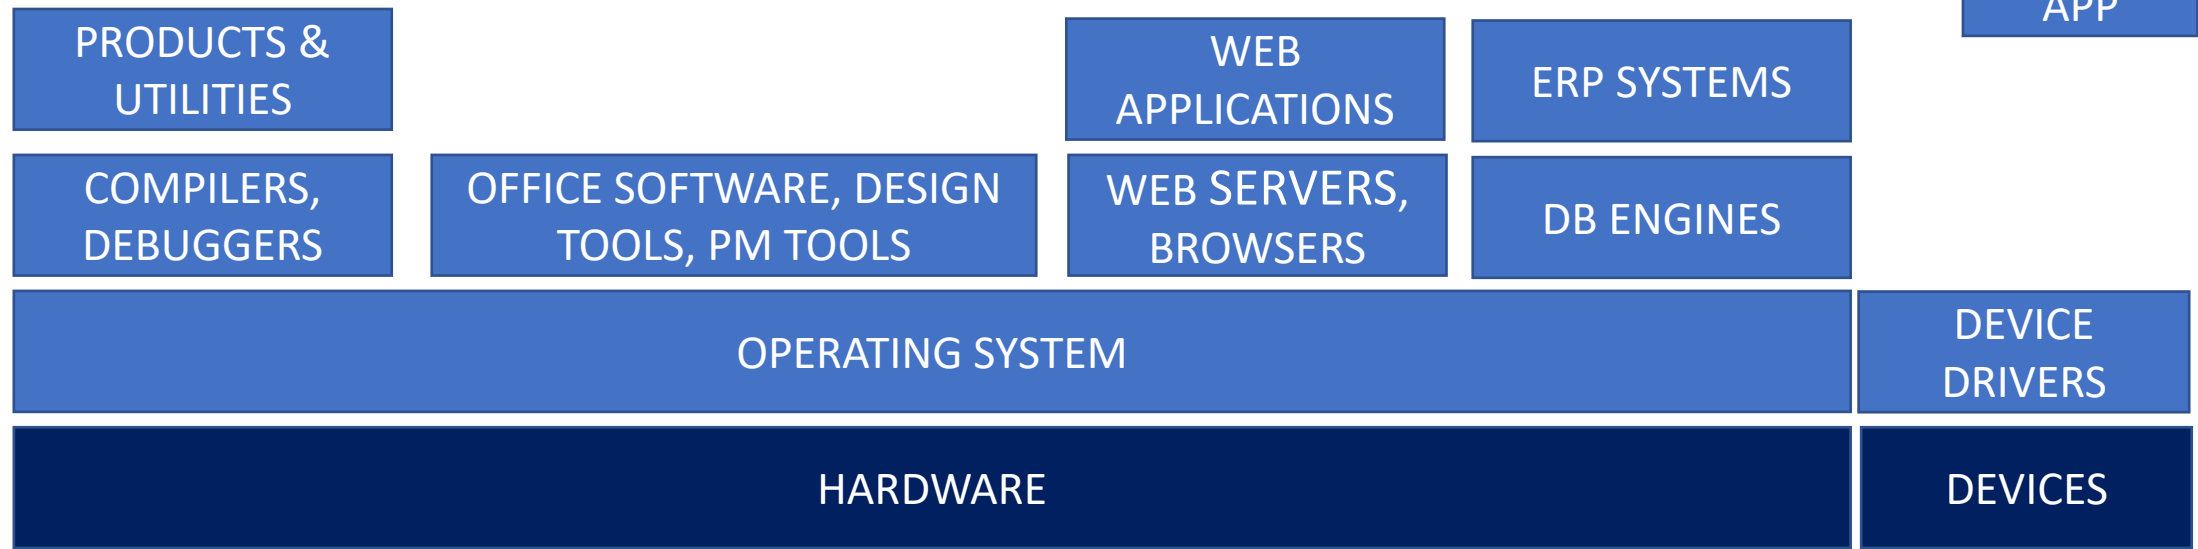 APP
PRODUCTS &
UTILITIES
WEB
APPLICATIONS
ERP SYSTEMS
COMPILERS,
DEBUGGERS
OFFICE SOFTWARE, DESIGN
TOOLS, PM TOOLS
WEB SERVERS,
BROWSERS
DB ENGINES
OPERATING SYSTEM
DEVICE
DRIVERS
HARDWARE
DEVICES